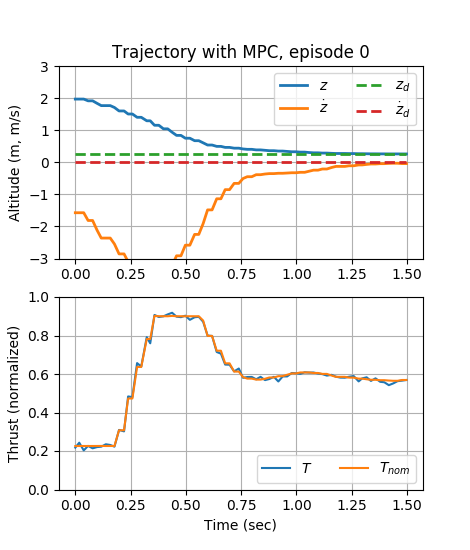 Trajectory with MPC, episode 0
3
2
1
0
−1
−2
−3
Altitude (m, m/s)
z
ż
z_d
ż_d
0.00 0.25 0.50 0.75 1.00 1.25 1.50
1.0
0.8
0.6
0.4
0.2
0.0
Thrust (normalized)
T
T_nom
0.00 0.25 0.50 0.75 1.00 1.25 1.50
Time (sec)